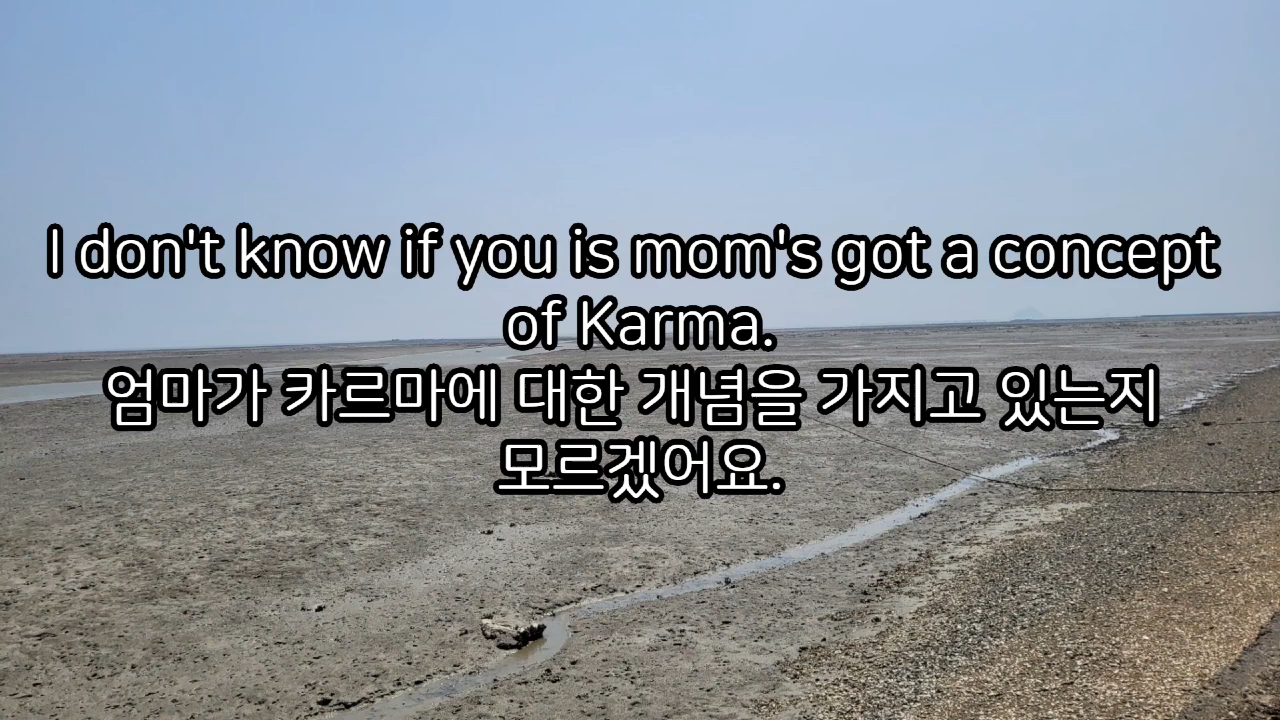 I don't know if you is mom's got a concept
of Karma.
엄마가 카르마에 대한 개념을 가지고 있는지
모르겠어요.